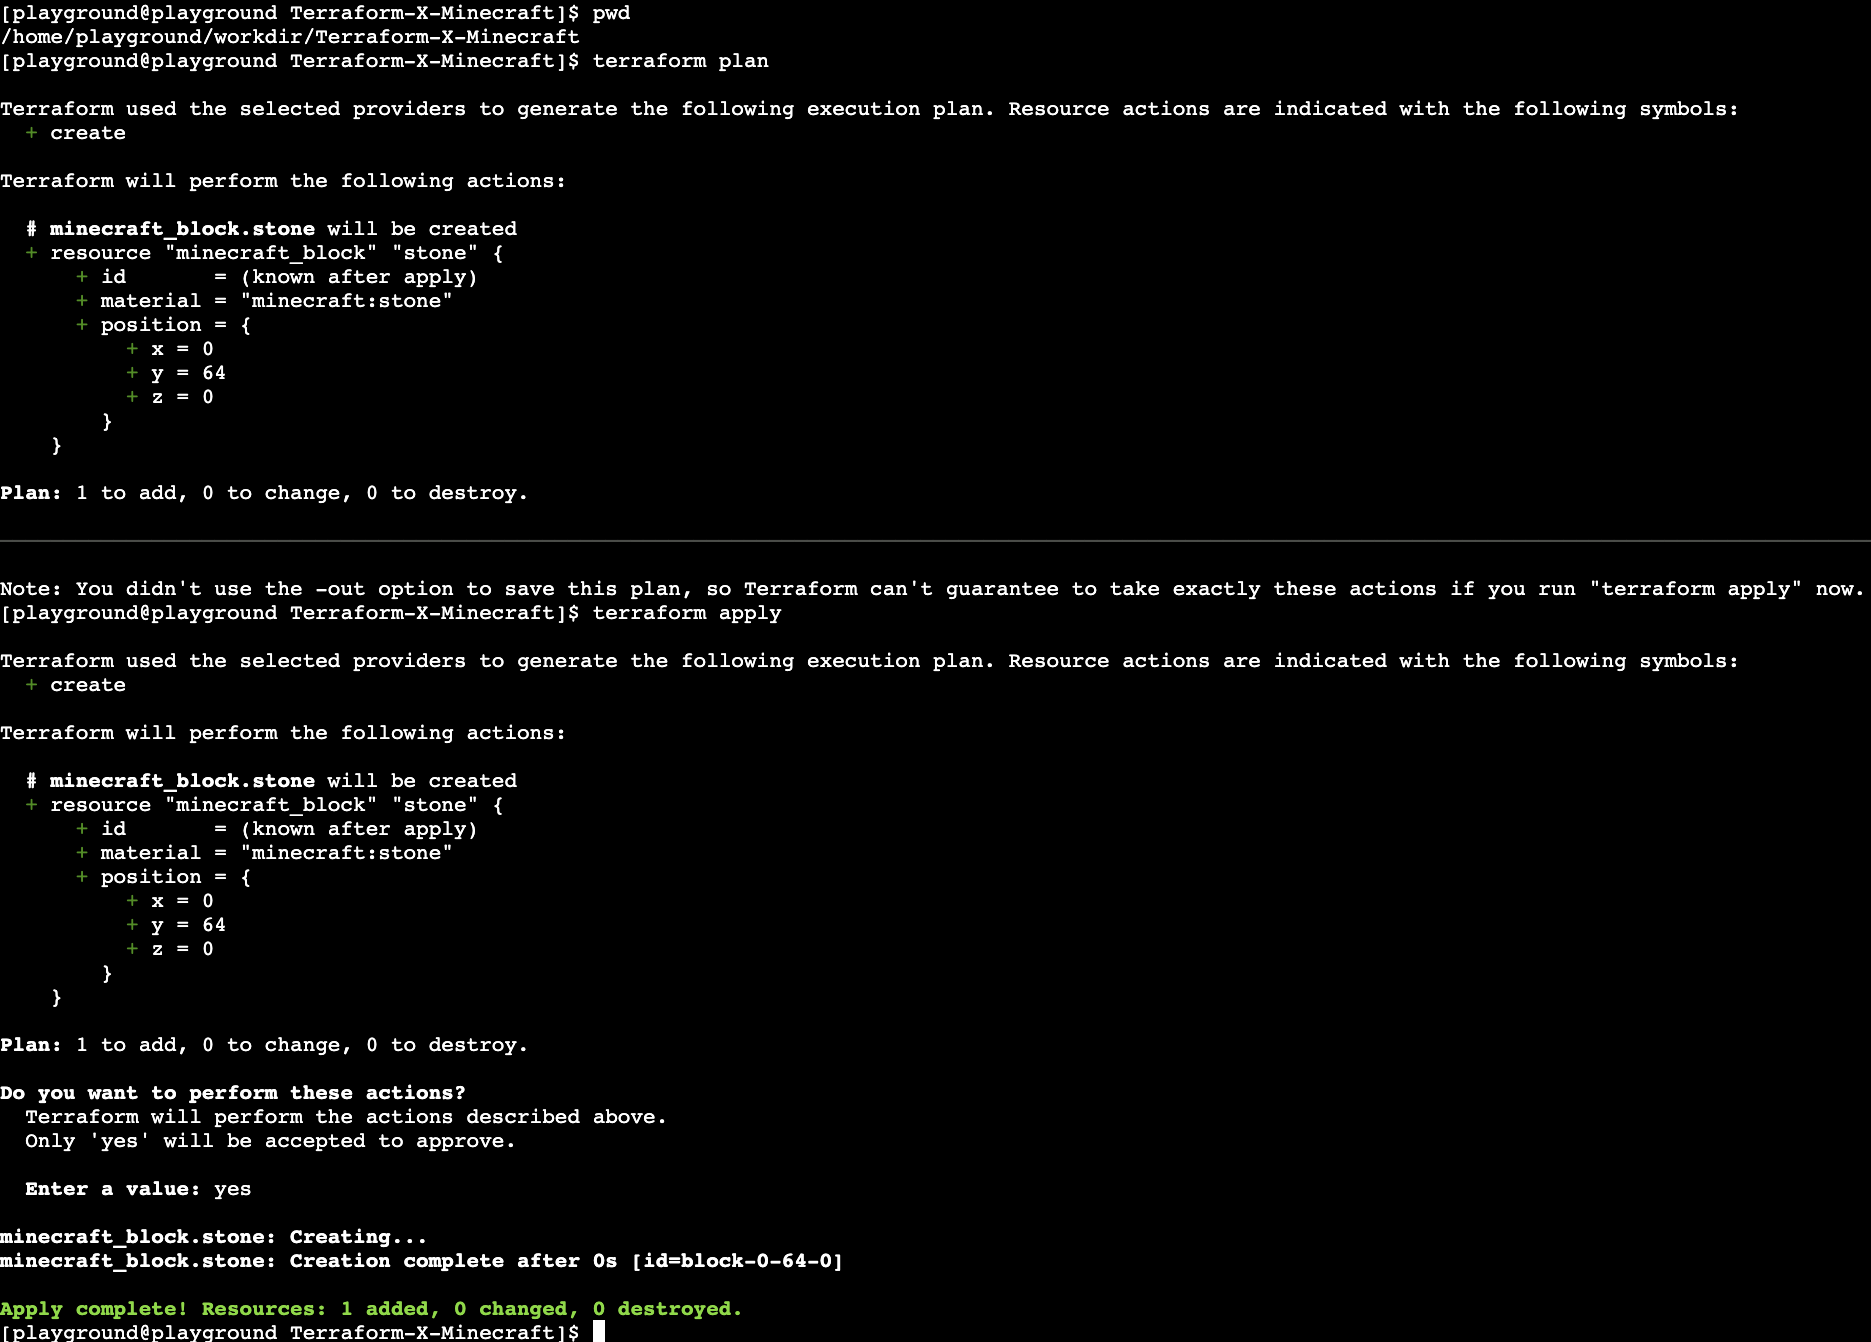 [playground@playground Terraform-X-Minecraft]$ pwd
/home/playground/workdir/Terraform-X-Minecraft
[playground@playground Terraform-X-Minecraft]$ terraform plan
Terraform used the selected providers to generate the following execution plan. Resource actions are indicated with the following symbols:
  + create
Terraform will perform the following actions:
  # minecraft_block.stone will be created
  + resource "minecraft_block" "stone" {
      + id       = (known after apply)
      + material = "minecraft:stone"
      + position = {
          + x = 0
          + y = 64
          + z = 0
        }
    }
Plan: 1 to add, 0 to change, 0 to destroy.
Note: You didn't use the -out option to save this plan, so Terraform can't guarantee to take exactly these actions if you run "terraform apply" now.
[playground@playground Terraform-X-Minecraft]$ terraform apply
Terraform used the selected providers to generate the following execution plan. Resource actions are indicated with the following symbols:
  + create
Terraform will perform the following actions:
  # minecraft_block.stone will be created
  + resource "minecraft_block" "stone" {
      + id       = (known after apply)
      + material = "minecraft:stone"
      + position = {
          + x = 0
          + y = 64
          + z = 0
        }
    }
Plan: 1 to add, 0 to change, 0 to destroy.
Do you want to perform these actions?
  Terraform will perform the actions described above.
  Only 'yes' will be accepted to approve.
  Enter a value: yes
minecraft_block.stone: Creating...
minecraft_block.stone: Creation complete after 0s [id=block-0-64-0]
Apply complete! Resources: 1 added, 0 changed, 0 destroyed.
[playground@playground Terraform-X-Minecraft]$